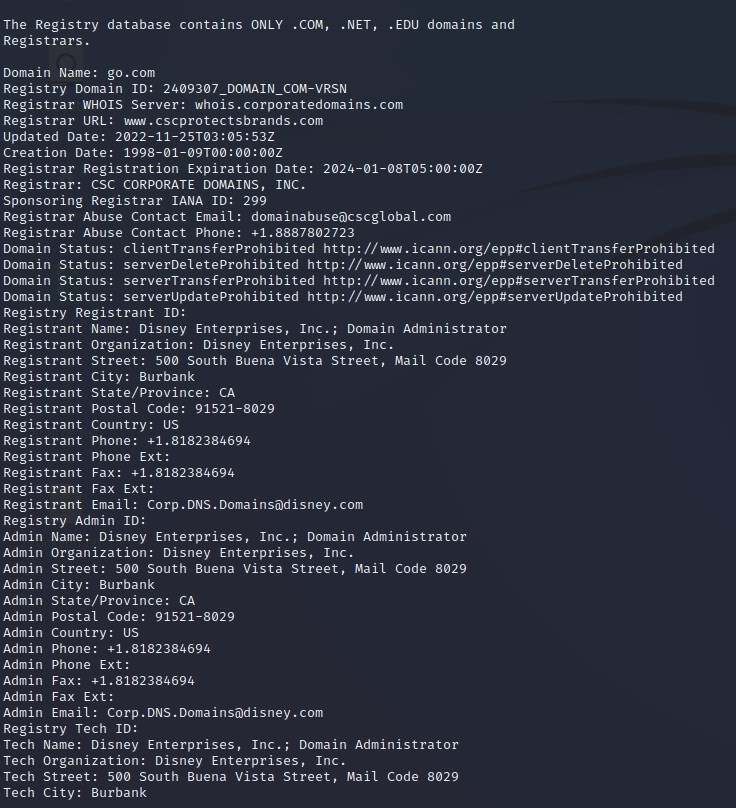 The Registry database contains ONLY .COM, .NET, .EDU domains and
Registrars.
Domain Name: go.com
Registry Domain ID: 2409307_DOMAIN_COM-VRSN
Registrar WHOIS Server: whois.corporatedomains.com
Registrar URL: www.cscprotectsbrands.com
Updated Date: 2022-11-25T03:05:53Z
Creation Date: 1998-01-09T00:00:00Z
Registrar Registration Expiration Date: 2024-01-08T05:00:00Z
Registrar: CSC CORPORATE DOMAINS, INC.
Sponsoring Registrar IANA ID: 299
Registrar Abuse Contact Email: domainabuse@cscglobal.com
Registrar Abuse Contact Phone: +1.8887802723
Domain Status: clientTransferProhibited http://www.icann.org/epp#clientTransferProhibited
Domain Status: serverDeleteProhibited http://www.icann.org/epp#serverDeleteProhibited
Domain Status: serverTransferProhibited http://www.icann.org/epp#serverTransferProhibited
Domain Status: serverUpdateProhibited http://www.icann.org/epp#serverUpdateProhibited
Registry Registrant ID:
Registrant Name: Disney Enterprises, Inc.; Domain Administrator
Registrant Organization: Disney Enterprises, Inc.
Registrant Street: 500 South Buena Vista Street, Mail Code 8029
Registrant City: Burbank
Registrant State/Province: CA
Registrant Postal Code: 91521-8029
Registrant Country: US
Registrant Phone: +1.8182384694
Registrant Phone Ext:
Registrant Fax: +1.8182384694
Registrant Fax Ext:
Registrant Email: Corp.DNS.Domains@disney.com
Registry Admin ID:
Admin Name: Disney Enterprises, Inc.; Domain Administrator
Admin Organization: Disney Enterprises, Inc.
Admin Street: 500 South Buena Vista Street, Mail Code 8029
Admin City: Burbank
Admin State/Province: CA
Admin Postal Code: 91521-8029
Admin Country: US
Admin Phone: +1.8182384694
Admin Phone Ext:
Admin Fax: +1.8182384694
Admin Fax Ext:
Admin Email: Corp.DNS.Domains@disney.com
Registry Tech ID:
Tech Name: Disney Enterprises, Inc.; Domain Administrator
Tech Organization: Disney Enterprises, Inc.
Tech Street: 500 South Buena Vista Street, Mail Code 8029
Tech City: Burbank